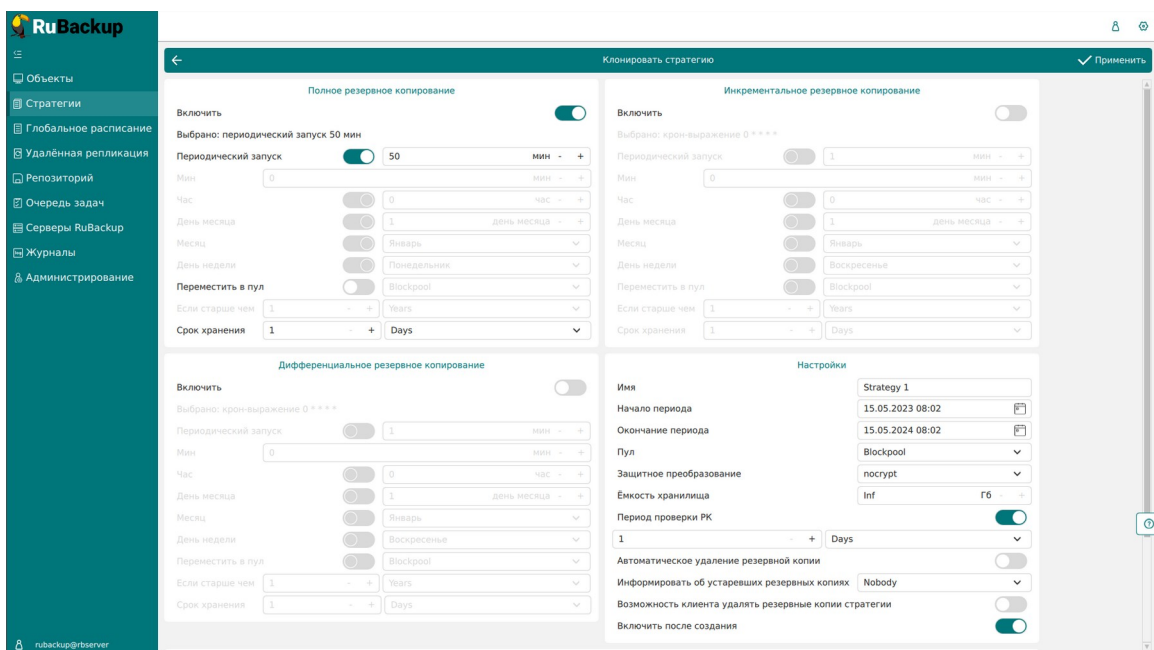 RuBackup
Объекты
Стратегии
Глобальное расписание
Удалённая репликация
Репозиторий
Очередь задач
Серверы RuBackup
Журналы
Администрирование
rubackup@rbserver
Клонировать стратегию
Применить
Полное резервное копирование
Включить
Выбрано: периодический запуск 50 мин
Периодический запуск 50 мин - +
Мин 0 мин - +
Час 0 час - +
День месяца 1 день месяца - +
Месяц Январь
День недели Понедельник
Переместить в пул Blockpool
Если старше чем 1 - + Years
Срок хранения 1 - + Days
Инкрементальное резервное копирование
Включить
Выбрано: крон-выражение 0 * * * *
Периодический запуск 1 мин - +
Мин 0 мин - +
Час 0 час - +
День месяца 1 день месяца - +
Месяц Январь
День недели Воскресенье
Переместить в пул Blockpool
Если старше чем 1 - + Years
Срок хранения 1 - + Years
Дифференциальное резервное копирование
Включить
Выбрано: крон-выражение 0 * * * *
Периодический запуск 1 мин - +
Мин 0 мин - +
Час 0 час - +
День месяца 1 день месяца - +
Месяц Январь
День недели Воскресенье
Переместить в пул Blockpool
Если старше чем 1 - + Years
Срок хранения 1 - + Days
Настройки
Имя Strategy 1
Начало периода 15.05.2023 08:02
Окончание периода 15.05.2024 08:02
Пул Blockpool
Защитное преобразование nocrypt
Ёмкость хранилища Inf Гб - +
Период проверки РК
1 - + Days
Автоматическое удаление резервной копии
Информировать об устаревших резервных копиях Nobody
Возможность клиента удалять резервные копии стратегии
Включить после создания